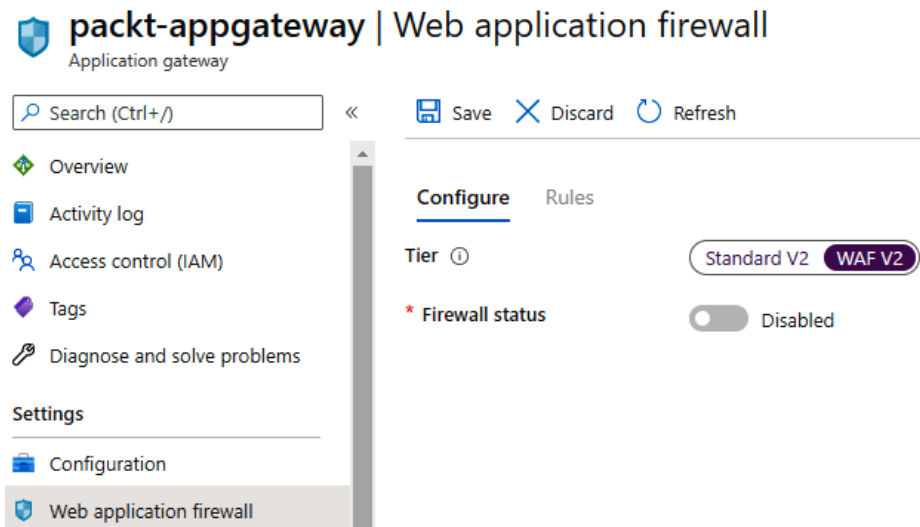 packt-appgateway | Web application firewall
Application gateway
Search (Ctrl+/)
«
Save
Discard
Refresh
Overview
Activity log
Access control (IAM)
Tags
Diagnose and solve problems
Settings
Configuration
Web application firewall
Configure
Rules
Tier
Standard V2
WAF V2
* Firewall status
Disabled